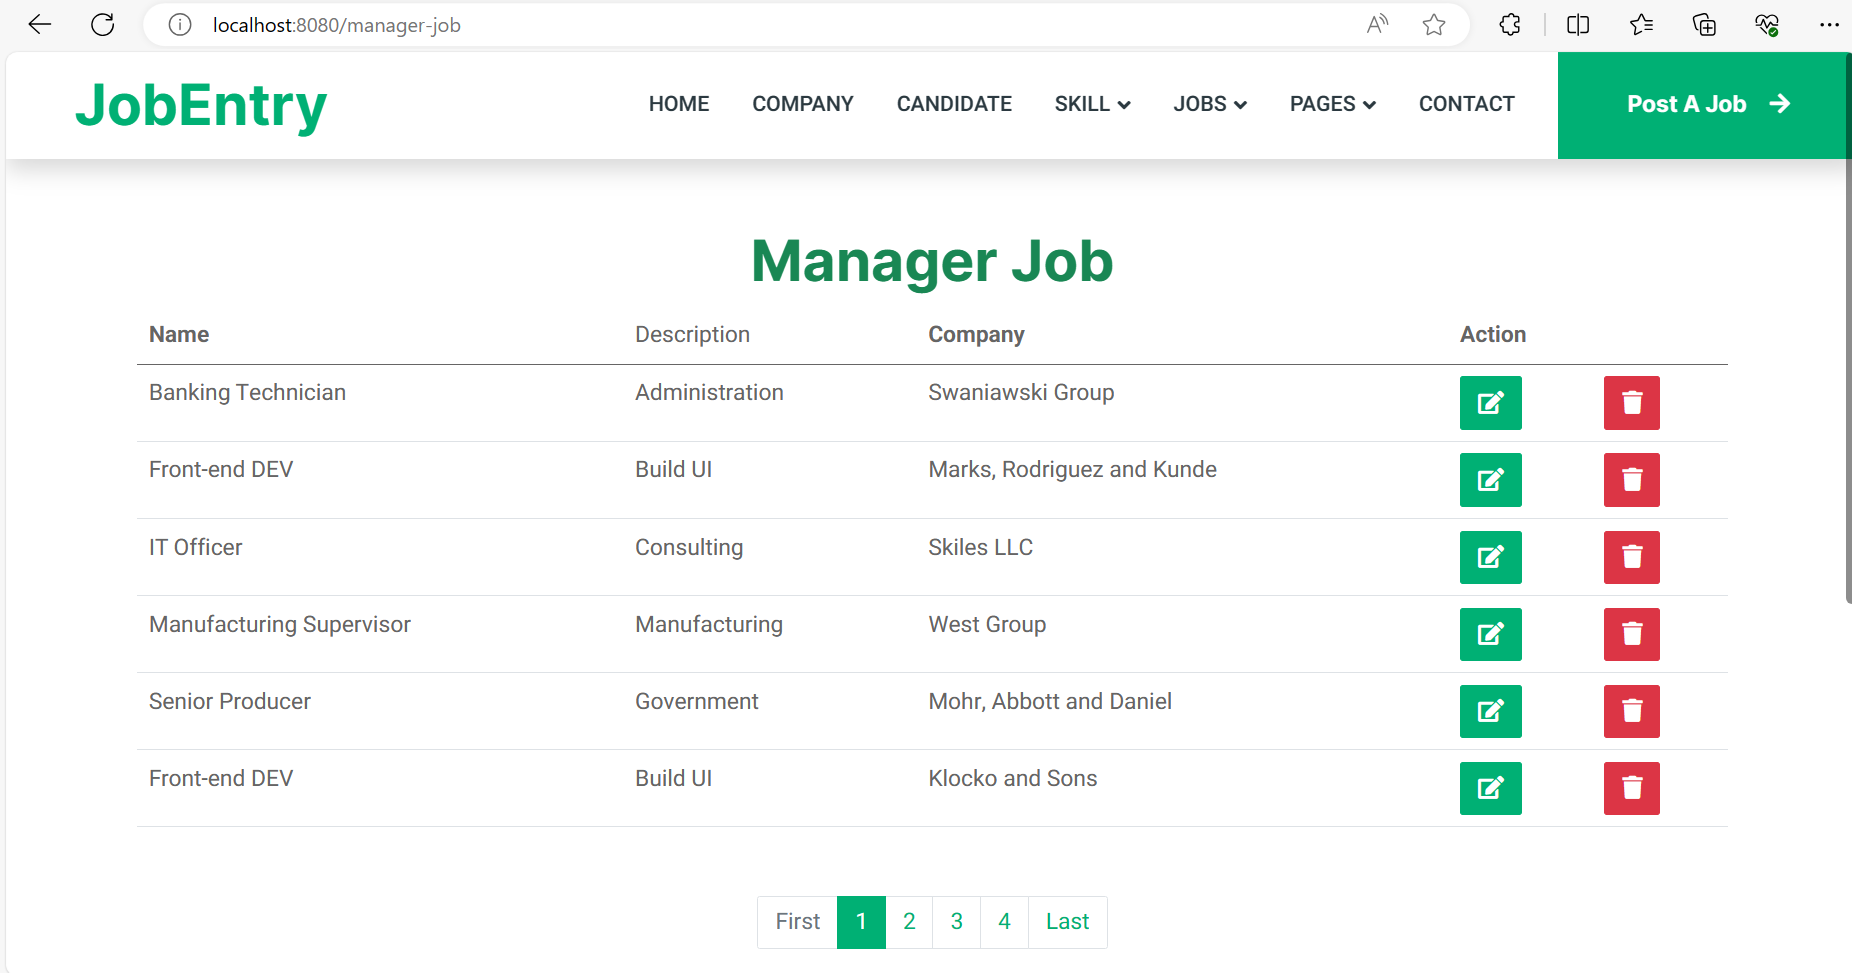 localhost:8080/manager-job
JobEntry HOME COMPANY CANDIDATE SKILL JOBS PAGES CONTACT Post A Job
Manager Job
Name Description Company Action
Banking Technician Administration Swaniawski Group
Front-end DEV Build UI Marks, Rodriguez and Kunde
IT Officer Consulting Skiles LLC
Manufacturing Supervisor Manufacturing West Group
Senior Producer Government Mohr, Abbott and Daniel
Front-end DEV Build UI Klocko and Sons
First 1 2 3 4 Last